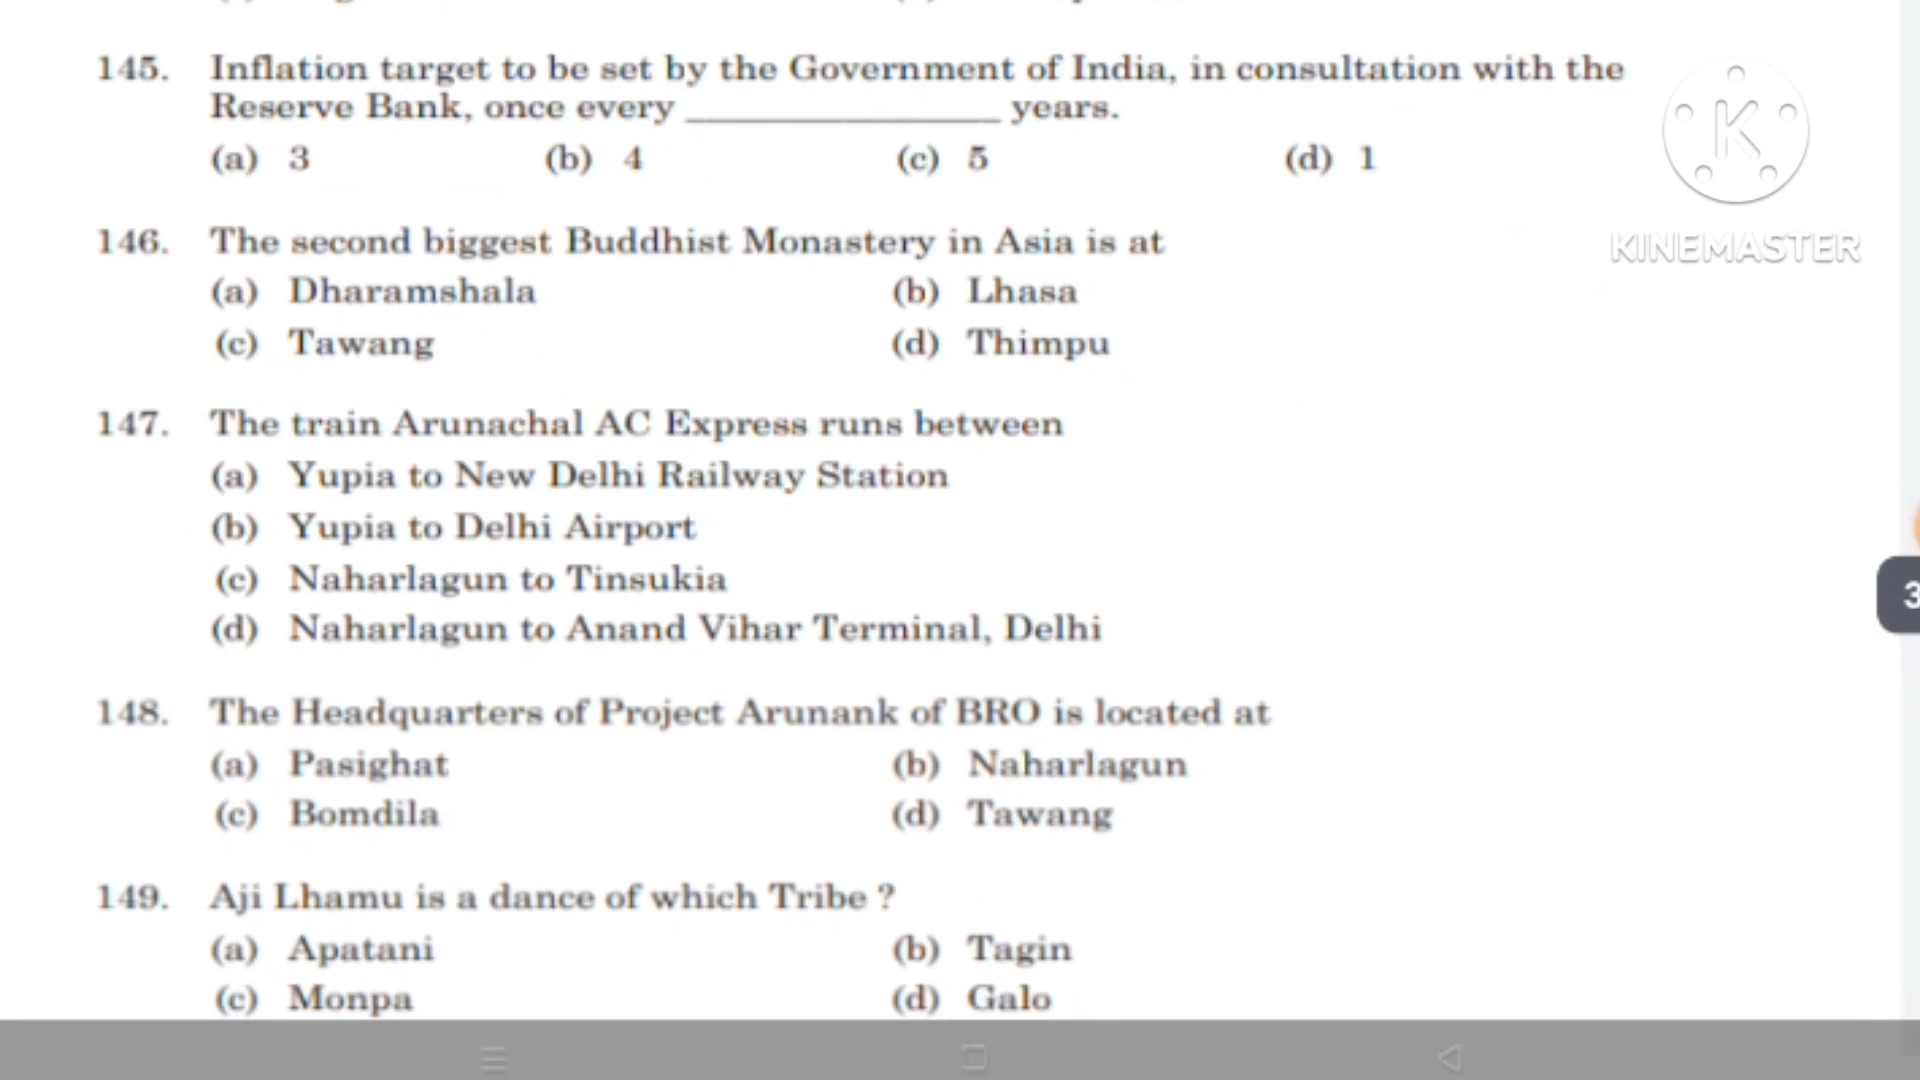 145. Inflation target to be set by the Government of India, in consultation with the
Reserve Bank, once every ______________ years.
(a) 3 (b) 4 (c) 5 (d) 1
KINEMASTER
146. The second biggest Buddhist Monastery in Asia is at
(a) Dharamshala (b) Lhasa
(c) Tawang (d) Thimpu
147. The train Arunachal AC Express runs between
(a) Yupia to New Delhi Railway Station
(b) Yupia to Delhi Airport
(c) Naharlagun to Tinsukia
(d) Naharlagun to Anand Vihar Terminal, Delhi
3
148. The Headquarters of Project Arunank of BRO is located at
(a) Pasighat (b) Naharlagun
(c) Bomdila (d) Tawang
149. Aji Lhamu is a dance of which Tribe ?
(a) Apatani (b) Tagin
(c) Monpa (d) Galo